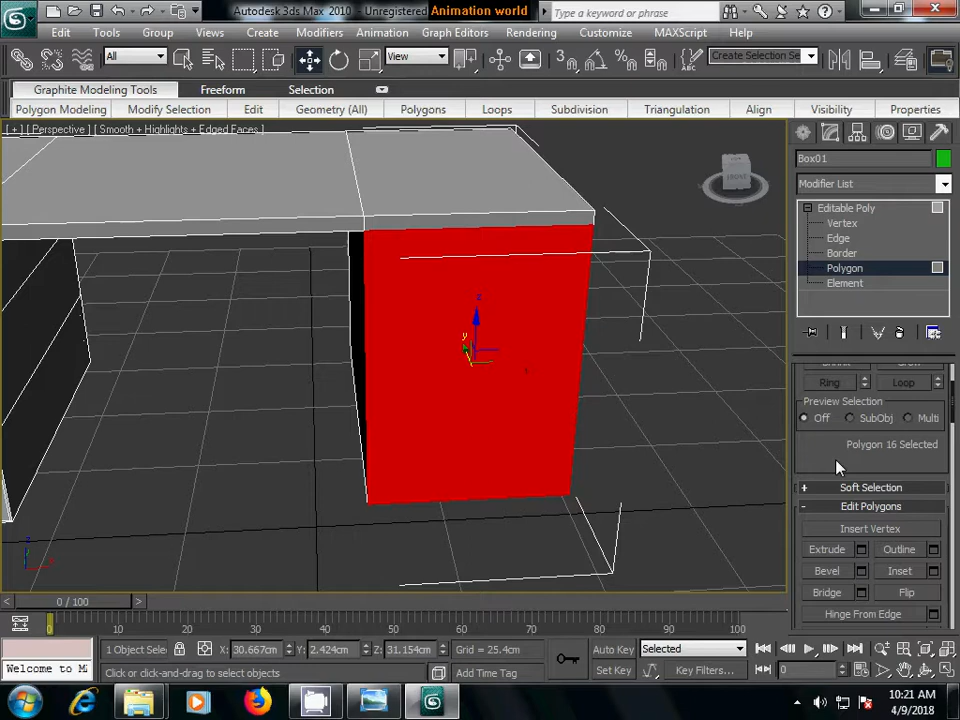 Autodesk 3ds Max 2010 - Unregistered Animation world
Type a keyword or phrase
Edit Tools Group Views Create Modifiers Animation Graph Editors Rendering Customize MAXScript Help
All View Create Selection Se
Graphite Modeling Tools Freeform Selection
Polygon Modeling Modify Selection Edit Geometry (All) Polygons Loops Subdivision Triangulation Align Visibility Properties
[ + ] [ Perspective ] [ Smooth + Highlights + Edged Faces ]
FRONT
Box01
Modifier List
Editable Poly
Vertex
Edge
Border
Polygon
Element
Shrink Grow
Ring Loop
Preview Selection
Off SubObj Multi
Polygon 16 Selected
+ Soft Selection
- Edit Polygons
Insert Vertex
Extrude Outline
Bevel Inset
Bridge Flip
Hinge From Edge
z
y
z
x
< 0 / 100 >
0 10 20 30 40 50 60 70 80 90 100
1 Object Sele X: 30.667cm Y: 2.424cm Z: 31.154cm Grid = 25.4cm Auto Key Selected
Welcome to M Click or click-and-drag to select objects Add Time Tag Set Key Key Filters... 0
10:21 AM
4/9/2018